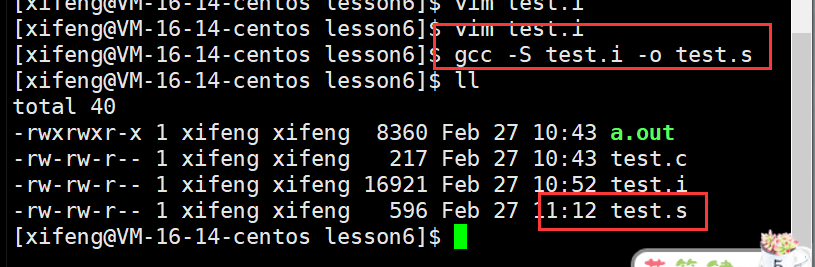 [xifeng@VM-16-14-centos lesson6]$ vim test.i
[xifeng@VM-16-14-centos lesson6]$ vim test.i
[xifeng@VM-16-14-centos lesson6]$ gcc -S test.i -o test.s
[xifeng@VM-16-14-centos lesson6]$ ll
total 40
-rwxrwxr-x 1 xifeng xifeng  8360 Feb 27 10:43 a.out
-rw-rw-r-- 1 xifeng xifeng   217 Feb 27 10:43 test.c
-rw-rw-r-- 1 xifeng xifeng 16921 Feb 27 10:52 test.i
-rw-rw-r-- 1 xifeng xifeng   596 Feb 27 11:12 test.s
[xifeng@VM-16-14-centos lesson6]$